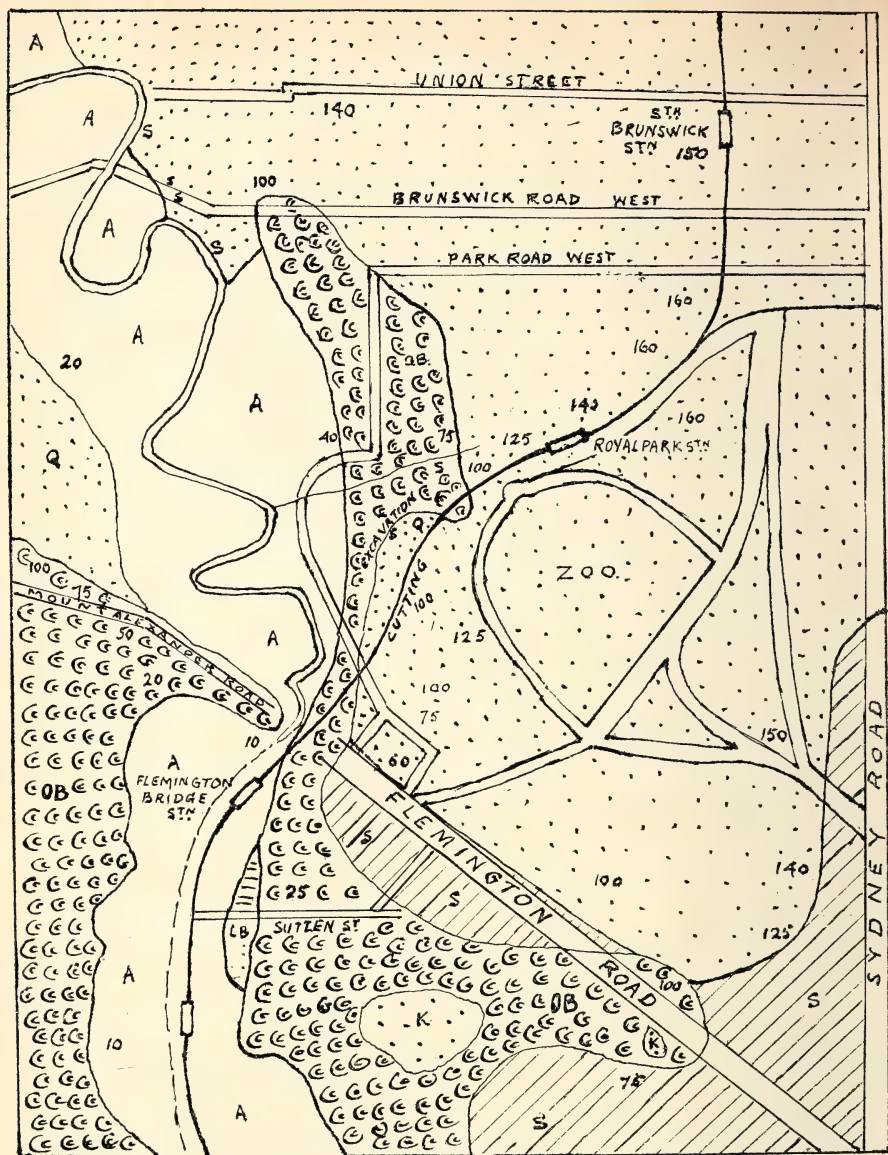 A
UNION STREET
A
140
STH
BRUNSWICK
STN 150
S
S
S
100
BRUNSWICK ROAD WEST
A
S
PARK ROAD WEST
160
A
20
160
OB
A
140
160
40
75
125
ROYAL PARK STN
Q
100
S
EXCAVATION
Q
S
CUTTING
100
ZOO
100
75
MOUNT ALEXANDER ROAD
50
125
A
20
100
75
10
150
A
60
OB
FLEMINGTON
BRIDGE
STN
FLEMINGTON ROAD
S
S
SYDNEY ROAD
25
100
140
LB
SUTTEN ST
125
A
100
OB
S
K
K
10
75
A
S